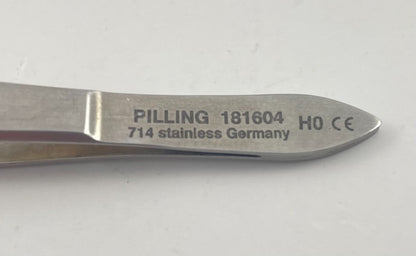 PILLING 181604 H0 CE
714 stainless Germany